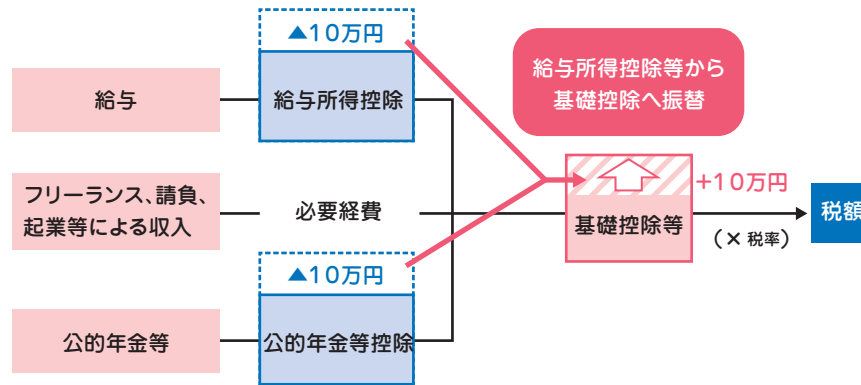 ▲10万円
給与
給与所得控除
給与所得控除等から
基礎控除へ振替
フリーランス、請負、
起業等による収入
必要経費
+10万円
基礎控除等
(× 税率)
税額
▲10万円
公的年金等
公的年金等控除